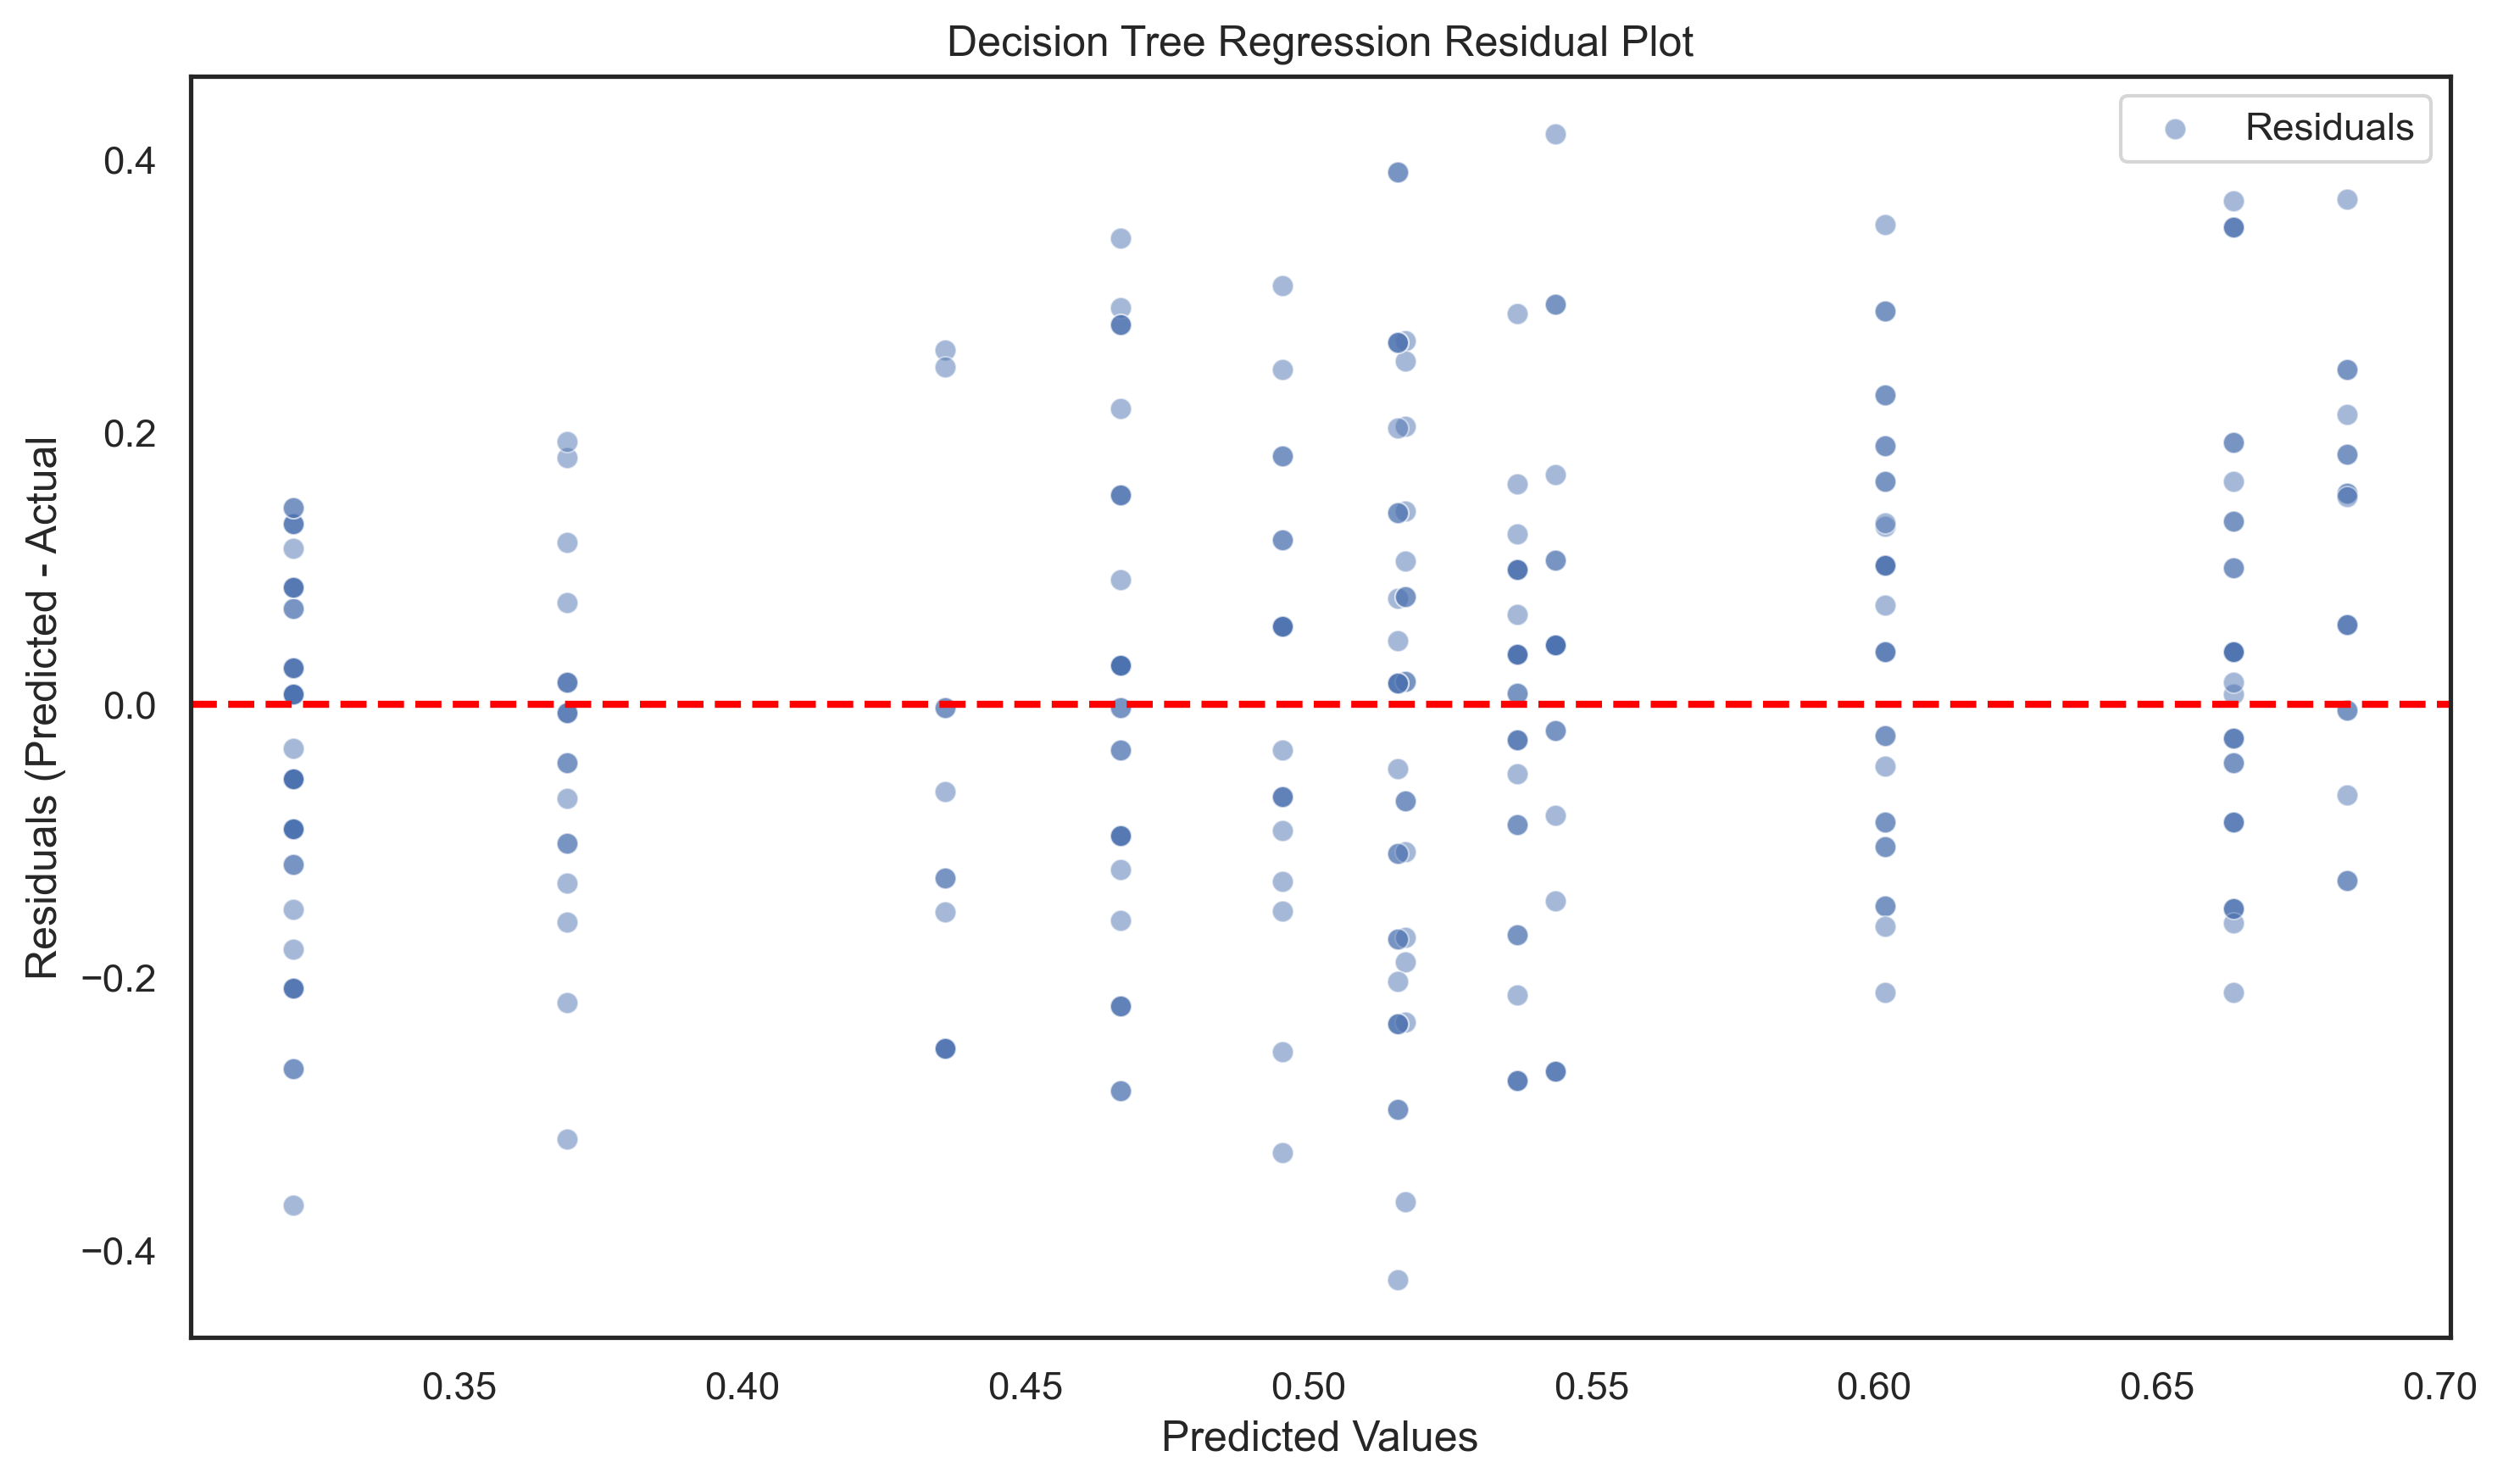 Decision Tree Regression Residual Plot
Residuals
0.4
0.2
0.0
−0.2
−0.4
Residuals (Predicted - Actual
0.35 0.40 0.45 0.50 0.55 0.60 0.65 0.70
Predicted Values